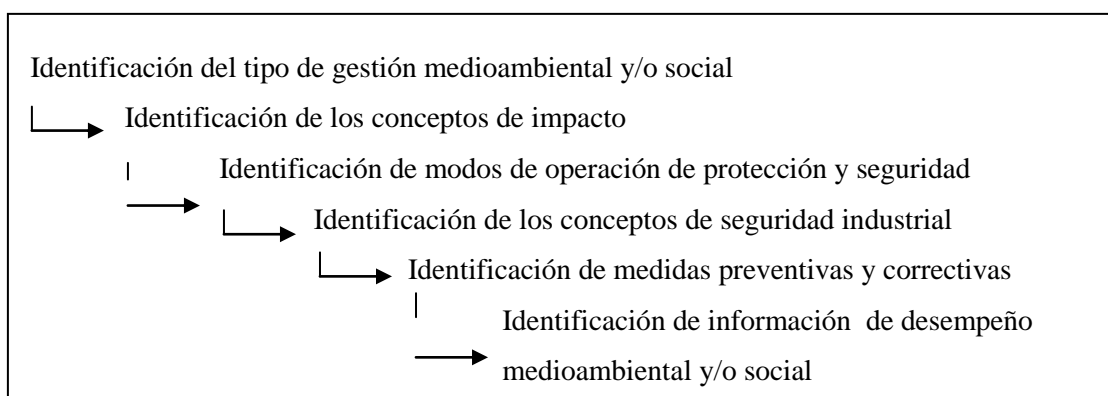 Identificación del tipo de gestión medioambiental y/o social
Identificación de los conceptos de impacto
Identificación de modos de operación de protección y seguridad
Identificación de los conceptos de seguridad industrial
Identificación de medidas preventivas y correctivas
Identificación de información de desempeño
medioambiental y/o social